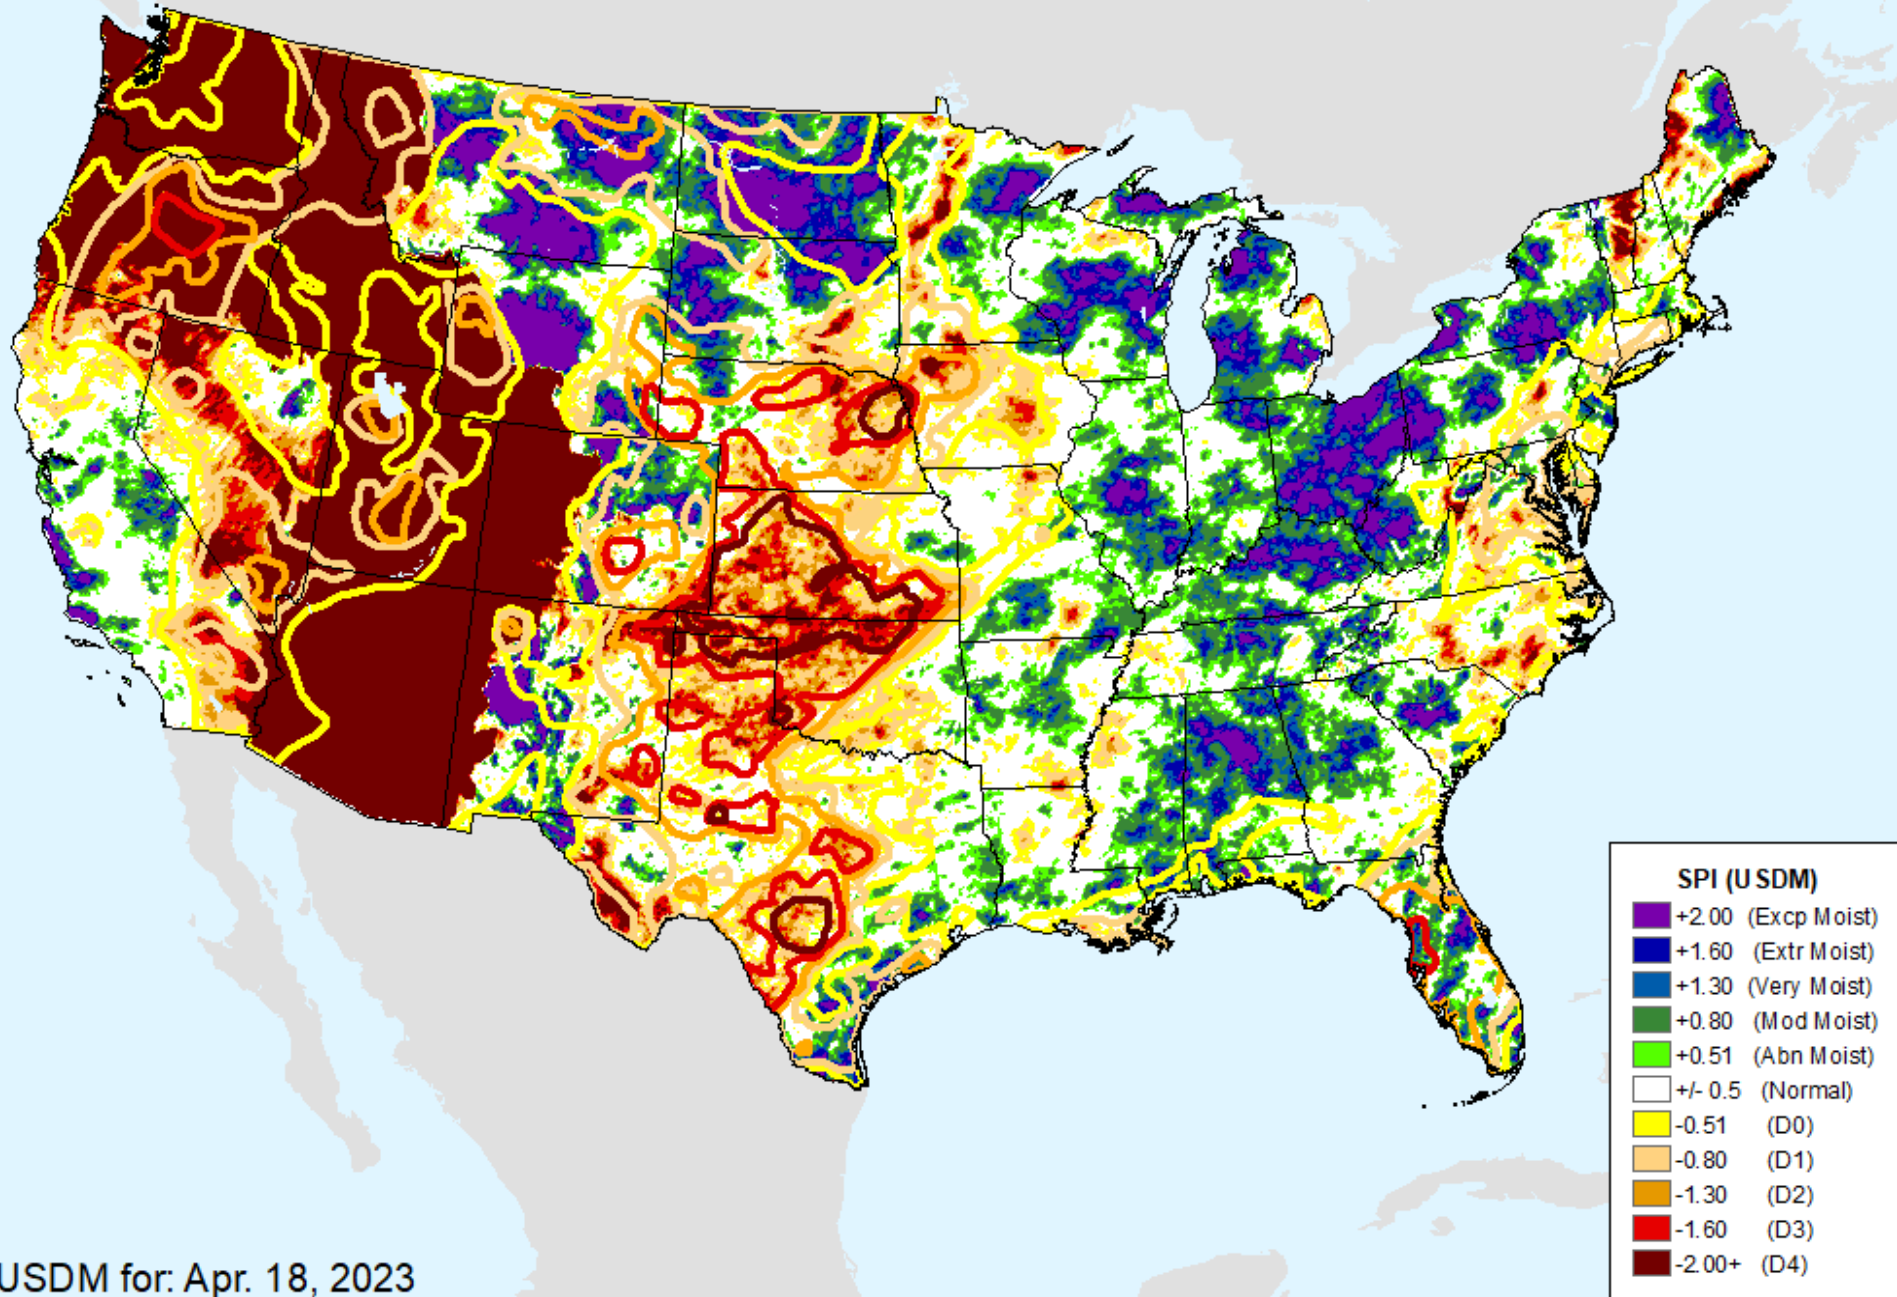 SPI (USDM)
+2.00 (Excp Moist)
+1.60 (Extr Moist)
+1.30 (Very Moist)
+0.80 (Mod Moist)
+0.51 (Abn Moist)
+/- 0.5 (Normal)
-0.51 (D0)
-0.80 (D1)
-1.30 (D2)
-1.60 (D3)
-2.00+ (D4)
USDM for: Apr. 18, 2023